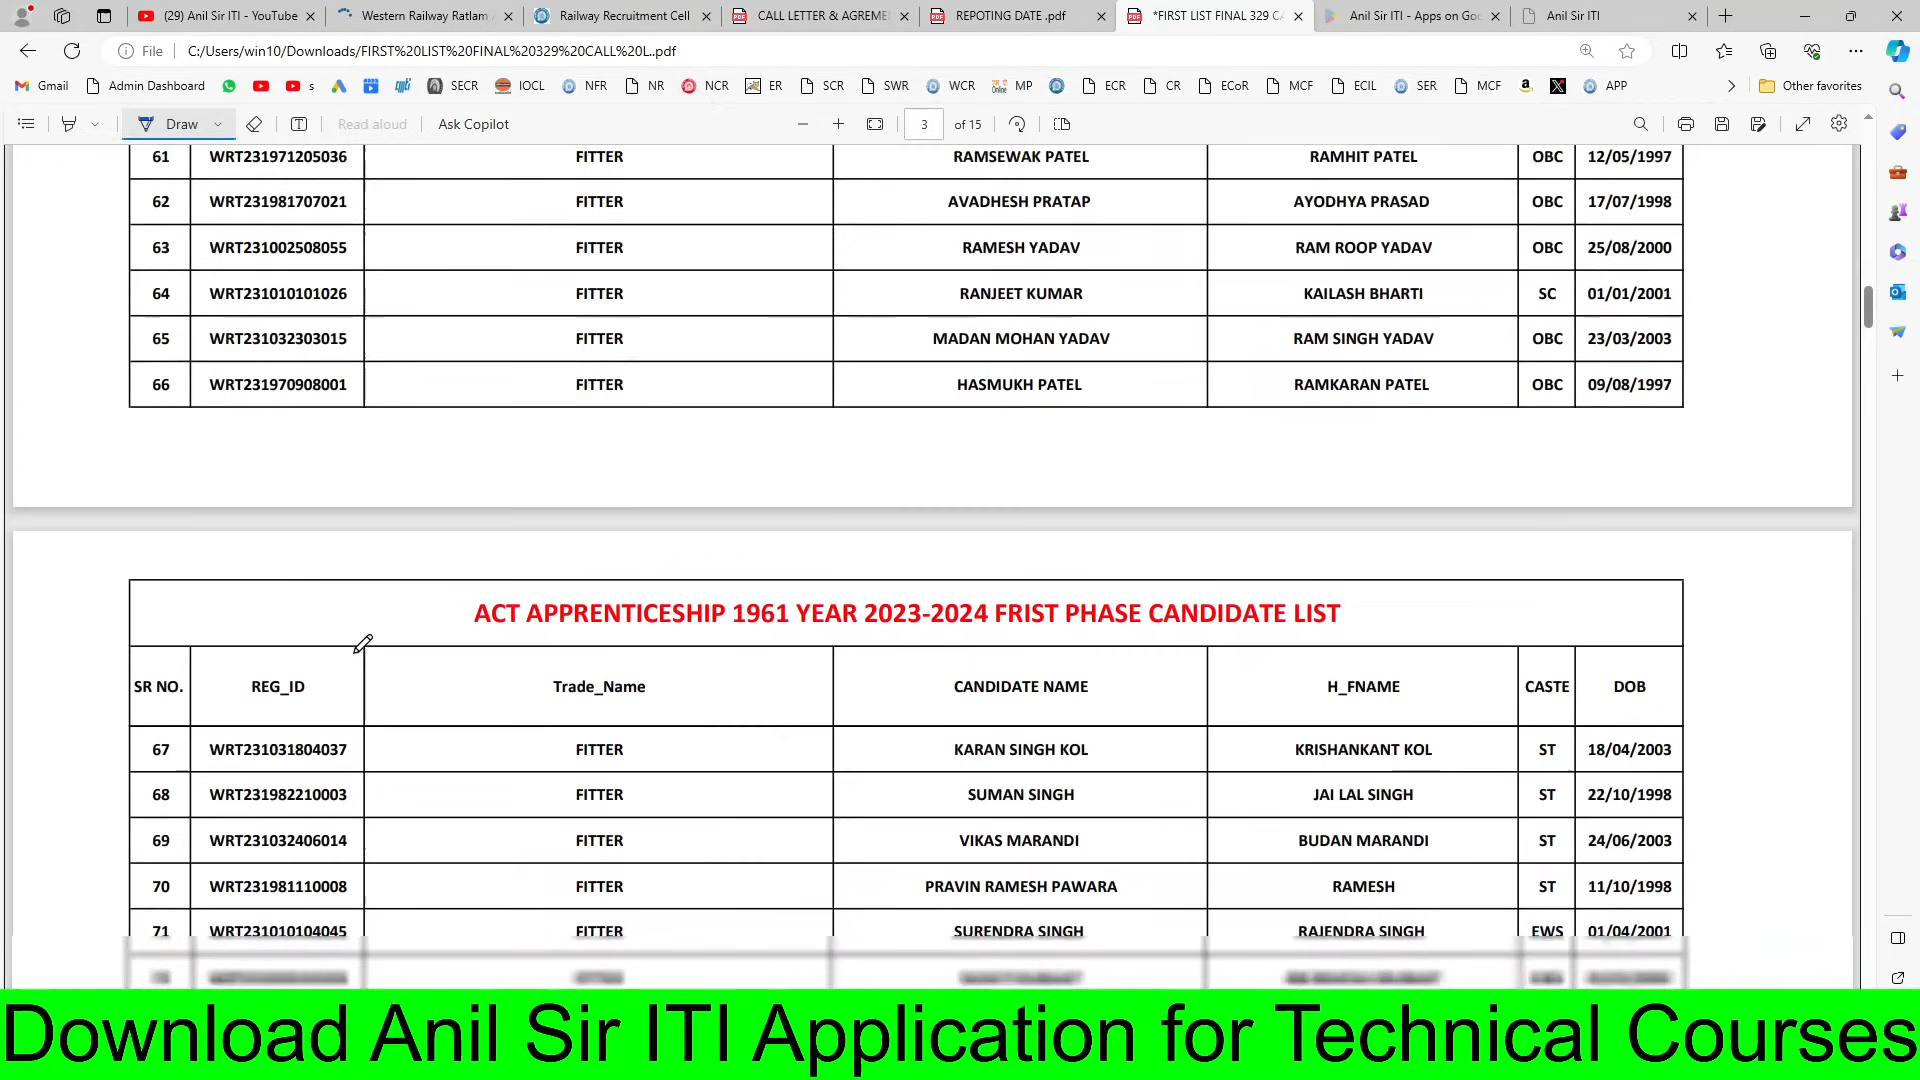 (29) Anil Sir ITI - YouTube
Western Railway Ratlam
Railway Recruitment Cell
CALL LETTER & AGREME
REPOTING DATE .pdf
*FIRST LIST FINAL 329 CA
Anil Sir ITI - Apps on Goo
Anil Sir ITI
File C:/Users/win10/Downloads/FIRST%20LIST%20FINAL%20329%20CALL%20L..pdf
Gmail Admin Dashboard s SECR IOCL NFR NR NCR ER SCR SWR WCR MP ECR CR ECoR MCF ECIL SER MCF APP Other favorites
Draw Read aloud Ask Copilot 3 of 15
61 WRT231971205036 FITTER RAMSEWAK PATEL RAMHIT PATEL OBC 12/05/1997
62 WRT231981707021 FITTER AVADHESH PRATAP AYODHYA PRASAD OBC 17/07/1998
63 WRT231002508055 FITTER RAMESH YADAV RAM ROOP YADAV OBC 25/08/2000
64 WRT231010101026 FITTER RANJEET KUMAR KAILASH BHARTI SC 01/01/2001
65 WRT231032303015 FITTER MADAN MOHAN YADAV RAM SINGH YADAV OBC 23/03/2003
66 WRT231970908001 FITTER HASMUKH PATEL RAMKARAN PATEL OBC 09/08/1997
ACT APPRENTICESHIP 1961 YEAR 2023-2024 FRIST PHASE CANDIDATE LIST
SR NO. REG_ID Trade_Name CANDIDATE NAME H_FNAME CASTE DOB
67 WRT231031804037 FITTER KARAN SINGH KOL KRISHANKANT KOL ST 18/04/2003
68 WRT231982210003 FITTER SUMAN SINGH JAI LAL SINGH ST 22/10/1998
69 WRT231032406014 FITTER VIKAS MARANDI BUDAN MARANDI ST 24/06/2003
70 WRT231981110008 FITTER PRAVIN RAMESH PAWARA RAMESH ST 11/10/1998
71 WRT231010104045 FITTER SURENDRA SINGH RAJENDRA SINGH EWS 01/04/2001
Download Anil Sir ITI Application for Technical Courses